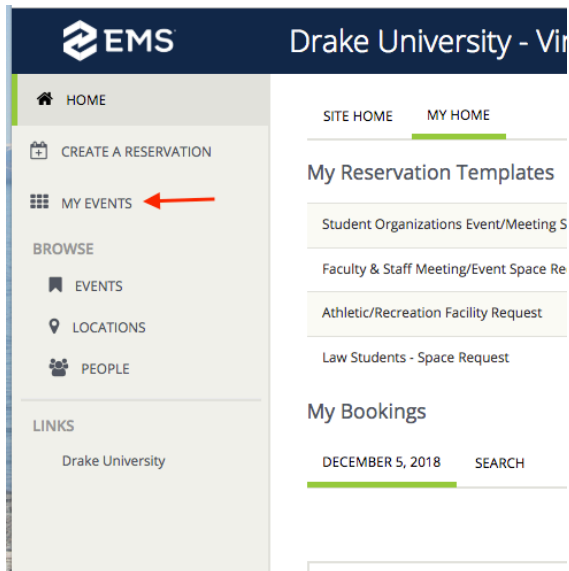 EMS
Drake University - Vir
HOME
CREATE A RESERVATION
MY EVENTS
BROWSE
EVENTS
LOCATIONS
PEOPLE
LINKS
Drake University
SITE HOME MY HOME
My Reservation Templates
Student Organizations Event/Meeting S
Faculty & Staff Meeting/Event Space Re
Athletic/Recreation Facility Request
Law Students - Space Request
My Bookings
DECEMBER 5, 2018 SEARCH